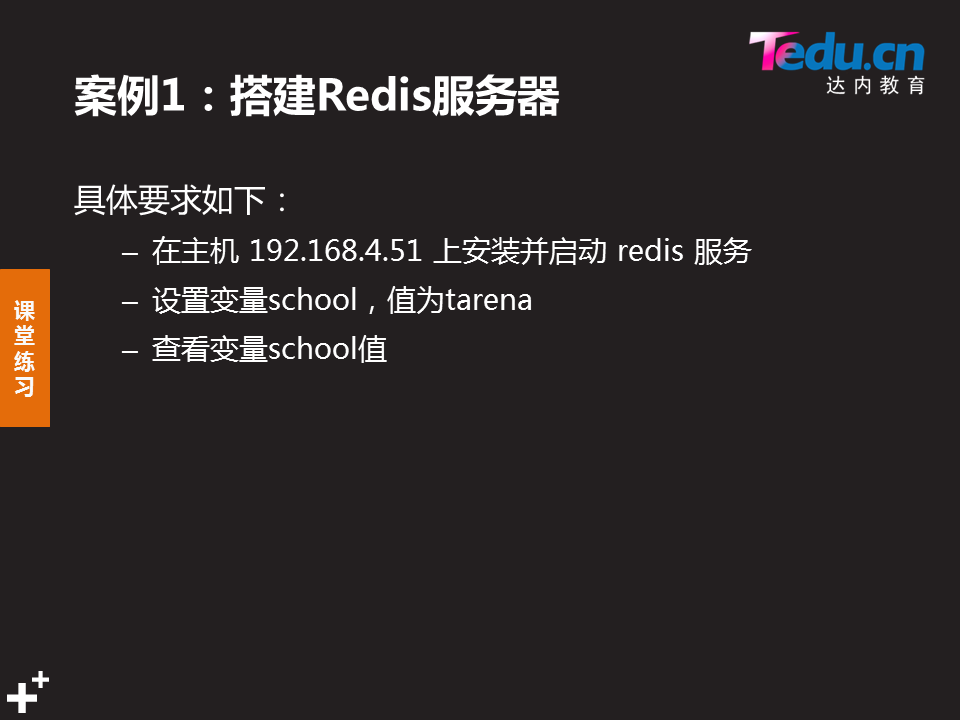 Tedu.cn
达内教育
案例1：搭建Redis服务器
具体要求如下：
– 在主机 192.168.4.51 上安装并启动 redis 服务
– 设置变量school，值为tarena
– 查看变量school值
课
堂
练
习